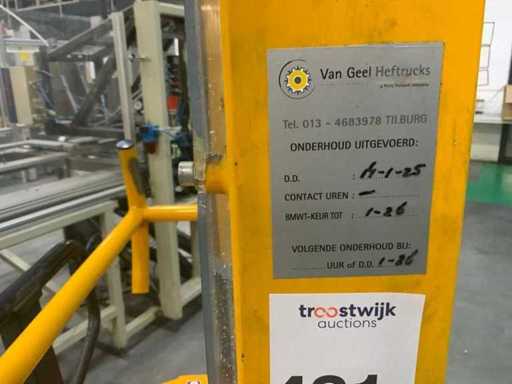 Van Geel Heftrucks
Tel. 013 - 4683978 TILBURG
ONDERHOUD UITGEVOERD:
D.D. : 14-1-25
CONTACT UREN : -
BMWT-KEUR TOT : 1-26
VOLGENDE ONDERHOUD BIJ:
UUR of D.D. 1-26
troostwijk
auctions